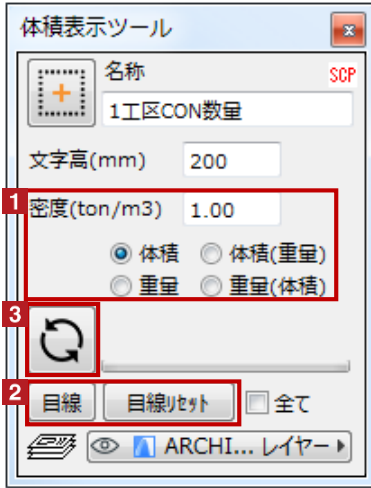 体積表示ツール x
名称 SCP
1工区CON数量
文字高(mm) 200
1 密度(ton/m3) 1.00
体積 体積(重量)
重量 重量(体積)
3
2 目線 目線ﾘｾｯﾄ 全て
ARCHI... レイヤー